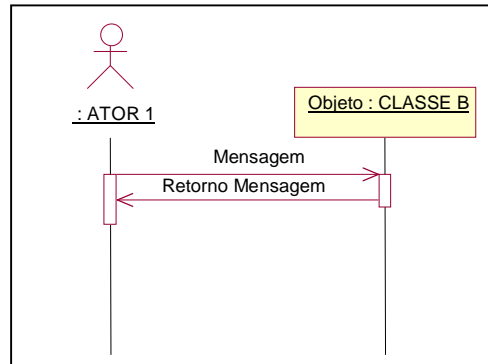 : ATOR 1
Objeto : CLASSE B
Mensagem
Retorno Mensagem